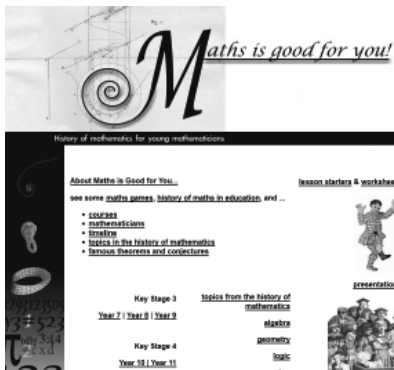 Maths is good for you!
History of mathematics for young mathematicians
About Maths is Good for You...
lesson starters & workshee
see some maths games, history of maths in education, and ...
courses
mathematicians
timeline
topics in the history of mathematics
famous theorems and conjectures
presentation
Key Stage 3
Year 7 | Year 8 | Year 9
Key Stage 4
Year 10 | Year 11
topics from the history of
mathematics
algebra
geometry
logic